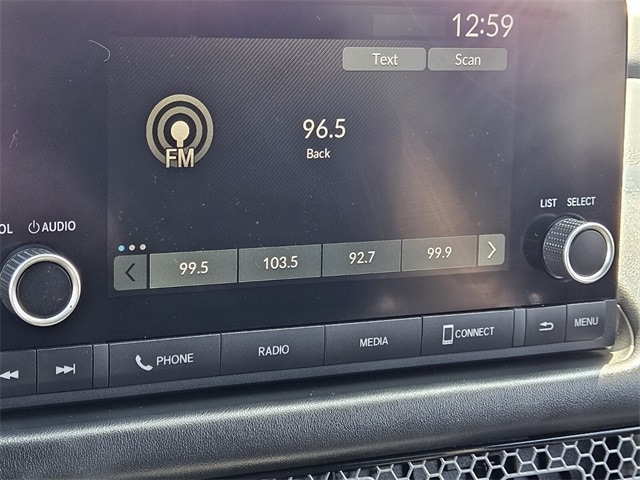 12:59
Text Scan
FM
96.5
Back
LIST SELECT
OL AUDIO
99.5 103.5 92.7 99.9
PHONE RADIO MEDIA CONNECT MENU